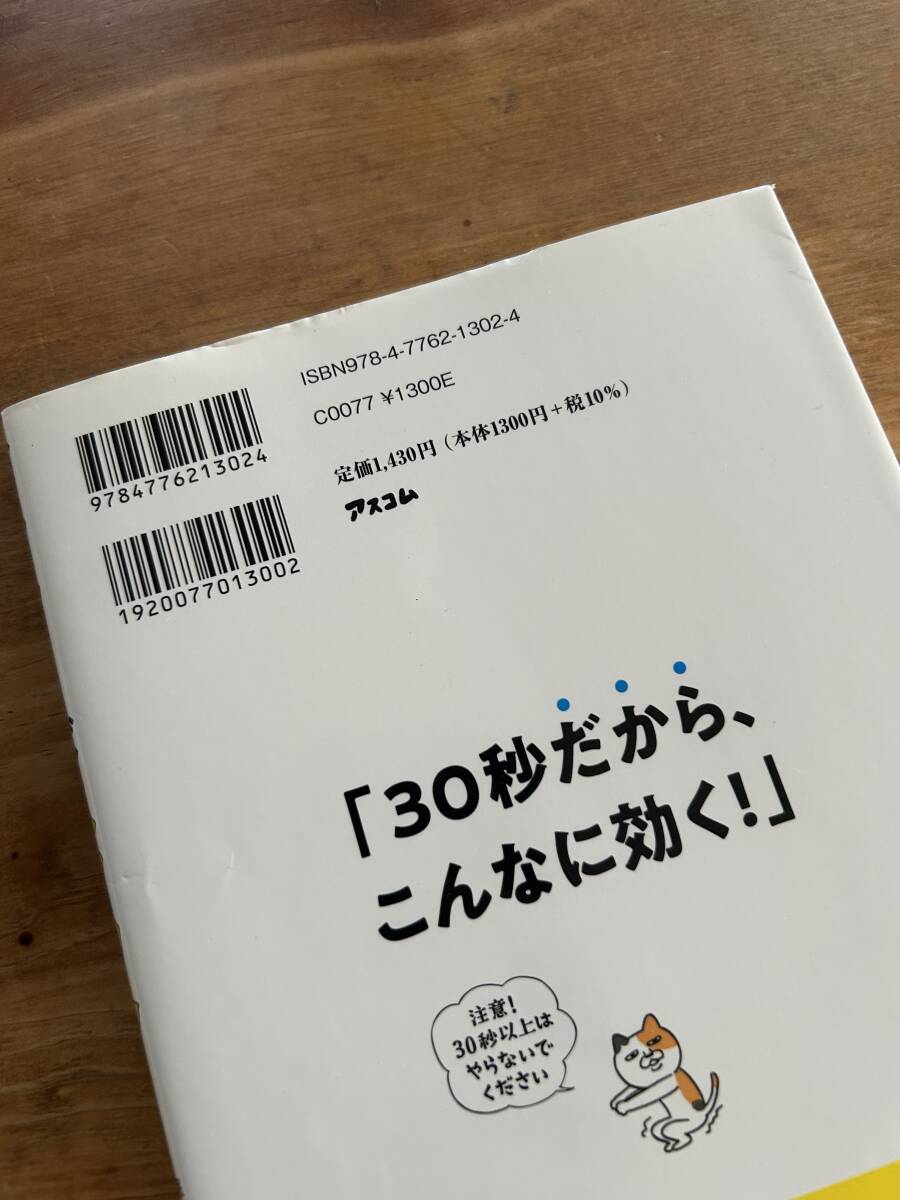 ISBN978-4-7762-1302-4
C0077 ¥1300E
定価1,430円（本体1300円＋税10%）
アスコム
9784776213024
1920077013002
「30秒だから、
こんなに効く!」
注意!
30秒以上は
やらないで
ください